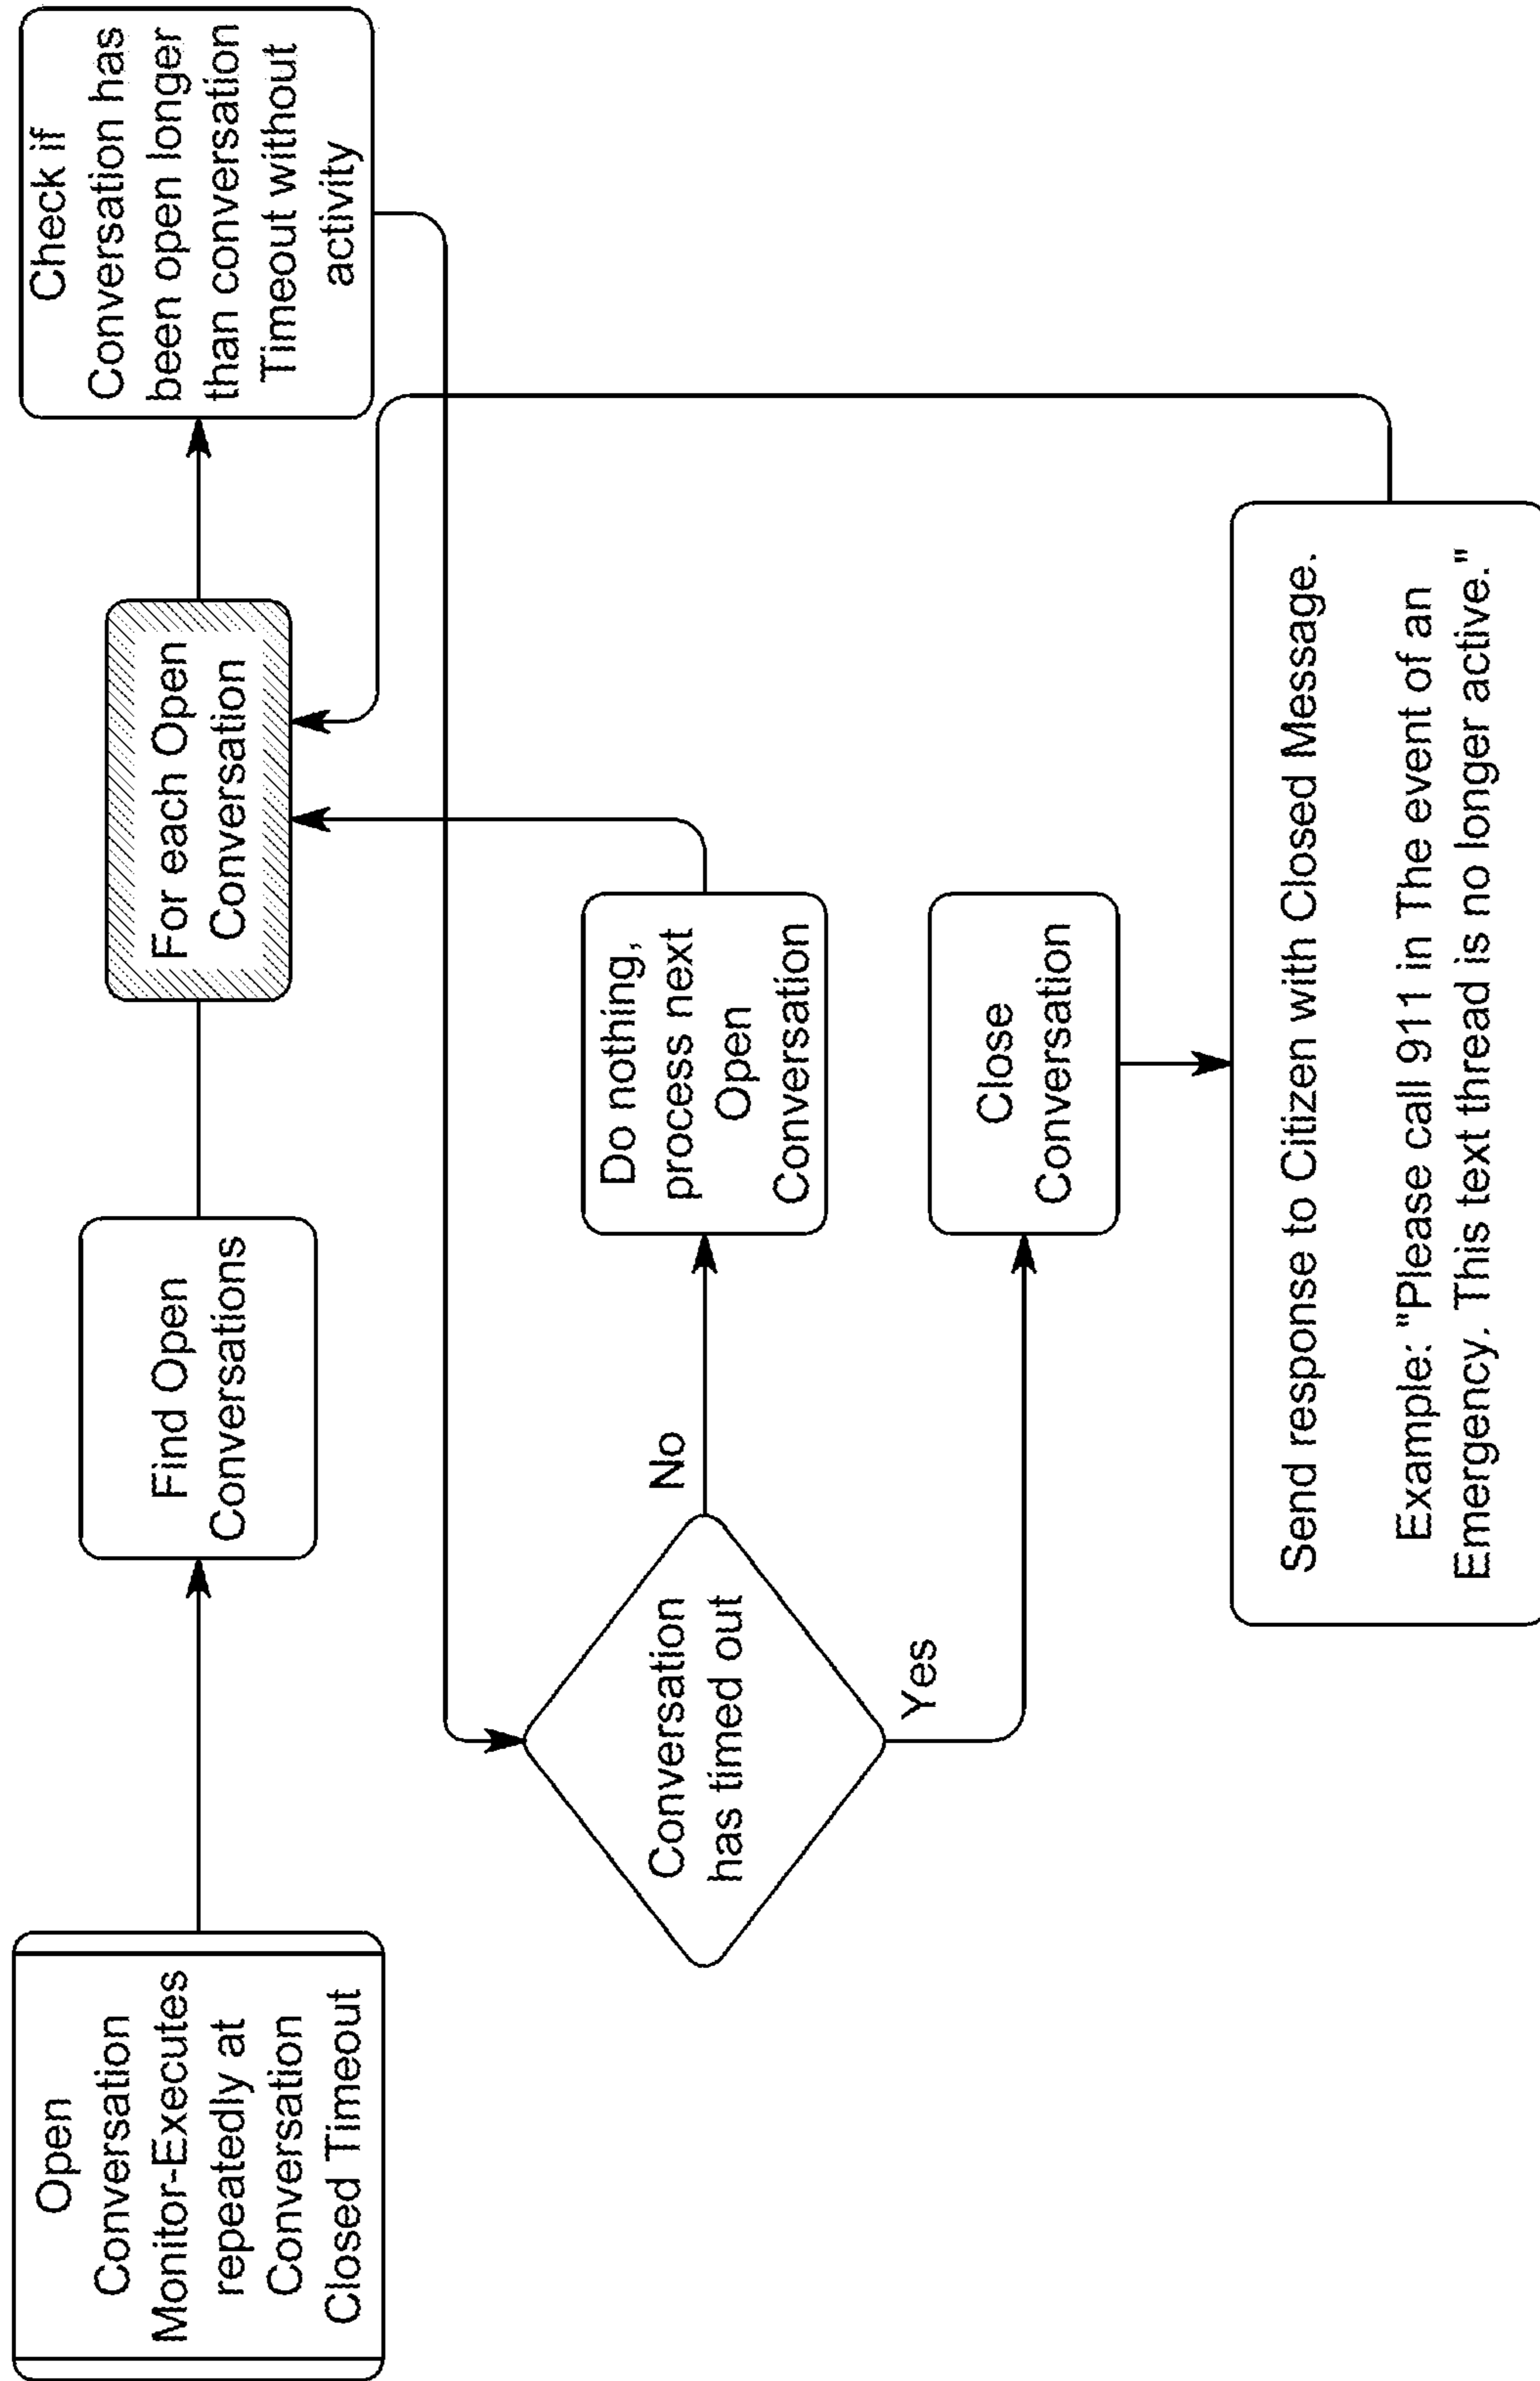 Open
Conversation
Monitor-Executes
repeatedly at
Conversation
Closed Timeout
Find Open
Conversations
For each Open
Conversation
Check if
Conversation has
been open longer
than conversation
Timeout without
activity
Conversation
has timed out
No
Yes
Do nothing,
process next
Open
Conversation
Close
Conversation
Send response to Citizen with Closed Message.
Example: "Please call 911 in The event of an
Emergency. This text thread is no longer active."